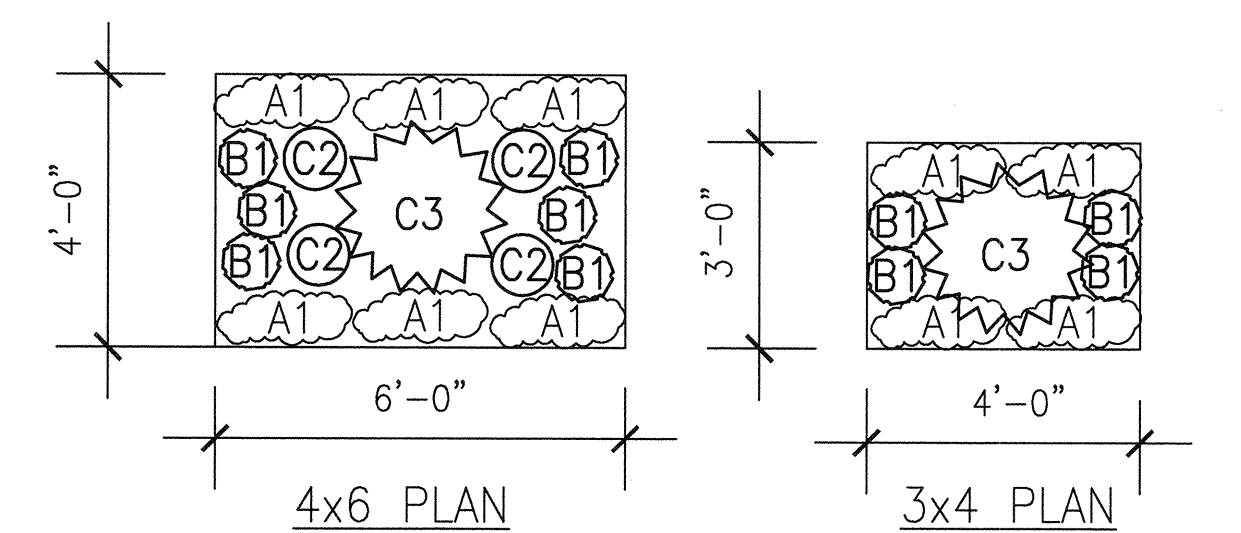 A1 A1 A1
B1 C2 C2 B1
B1 C3 B1
B1 C2 C2 B1
A1 A1 A1
4'-0"
6'-0"
4x6 PLAN
A1 A1
B1 B1
C3
B1 B1
A1 A1
3'-0"
4'-0"
3x4 PLAN